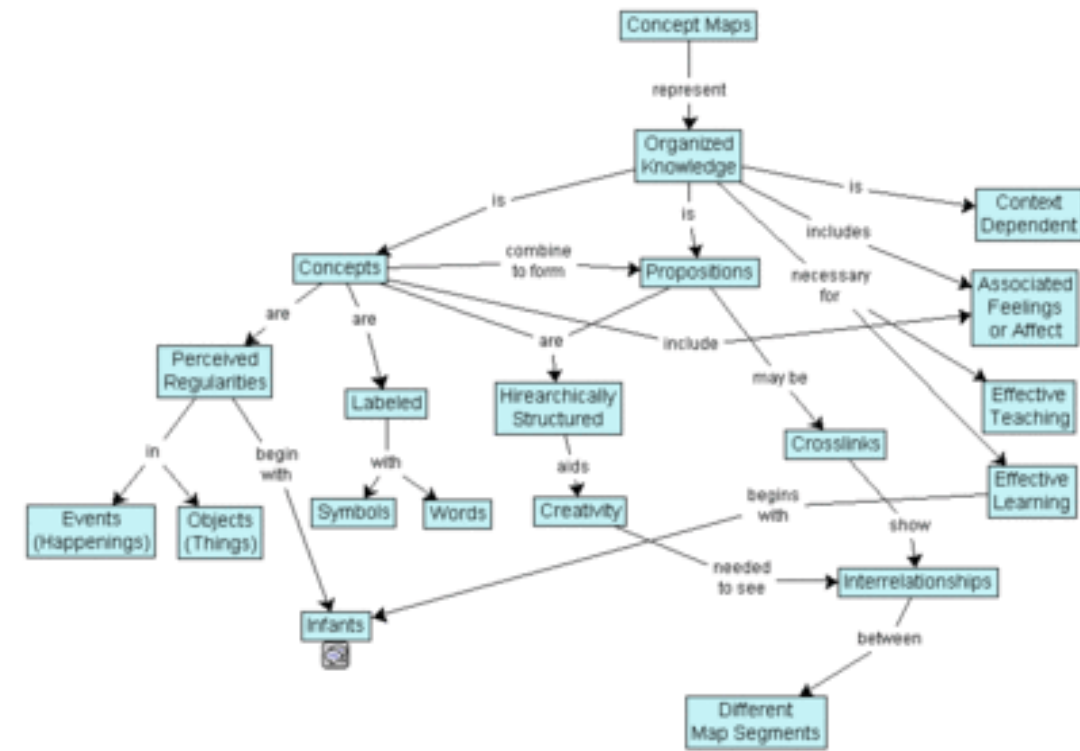 Concept Maps
represent
Organized
Knowledge
is
is
is
Context
Dependent
includes
combine
to form
Concepts
Propositions
necessary
for
Associated
Feelings
or Affect
are
are
are
include
Perceived
Regularities
Labeled
Hirearchically
Structured
may be
Effective
Teaching
Crosslinks
in
begin
with
with
aids
Effective
Learning
begins
with
Events
(Happenings)
Objects
(Things)
Symbols
Words
Creativity
show
needed
to see
Interrelationships
Infants
between
Different
Map Segments